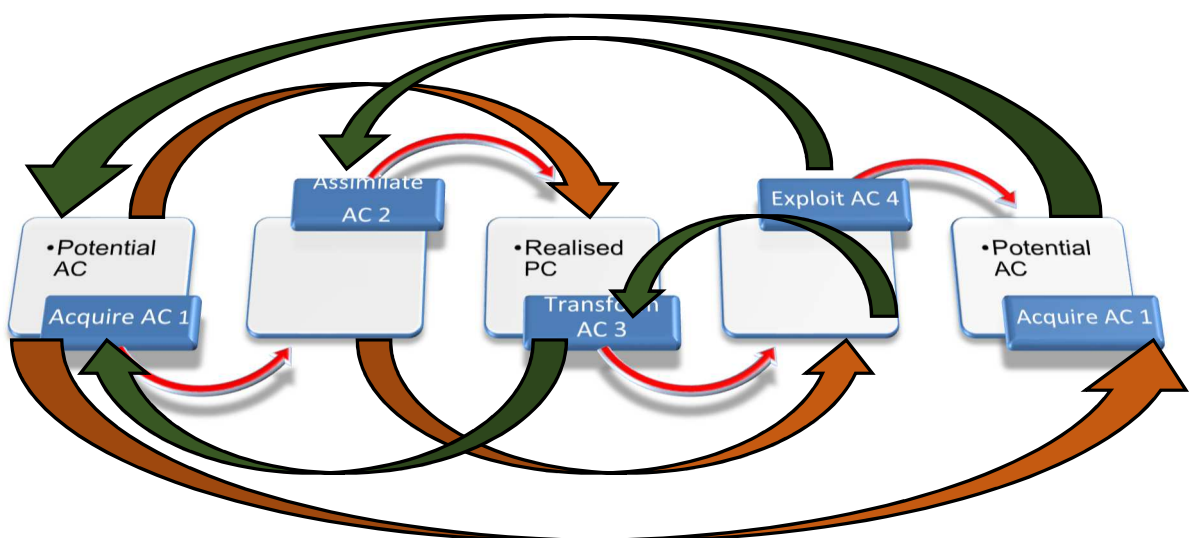 •Potential
AC
Acquire AC 1
Assimilate
AC 2
•Realised
PC
Transform
AC 3
Exploit AC 4
•Potential
AC
Acquire AC 1